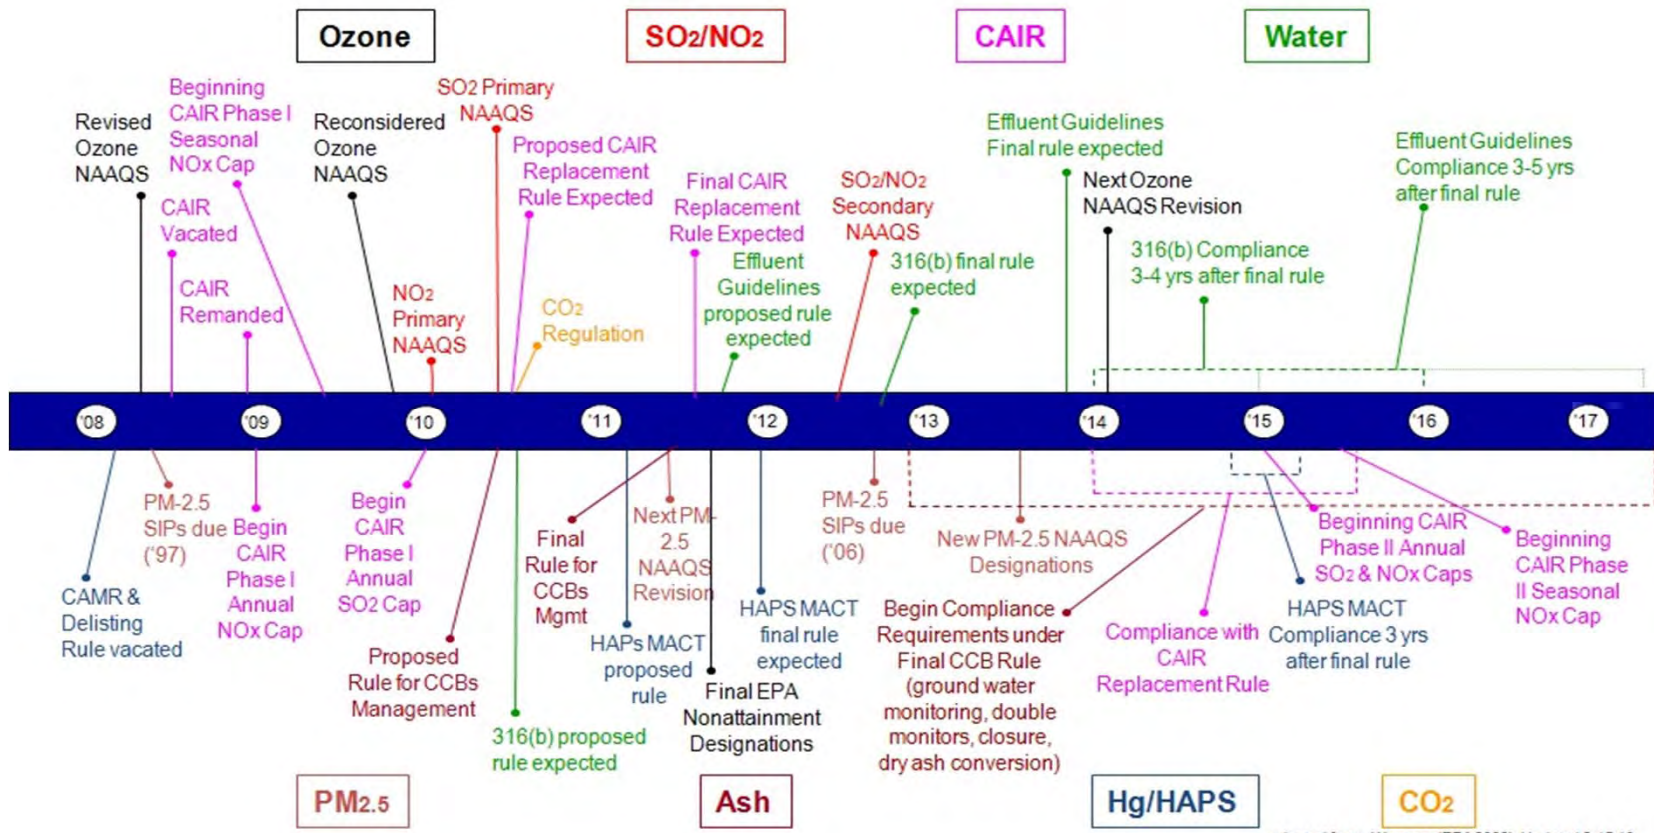 Ozone
SO2/NO2
CAIR
Water
Revised
Ozone
NAAQS
Beginning
CAIR Phase I
Seasonal
NOx Cap
CAIR
Vacated
CAIR
Remanded
Reconsidered
Ozone
NAAQS
NO2
Primary
NAAQS
SO2 Primary
NAAQS
Proposed CAIR
Replacement
Rule Expected
CO2
Regulation
Final CAIR
Replacement
Rule Expected
Effluent
Guidelines
proposed rule
expected
SO2/NO2
Secondary
NAAQS
316(b) final rule
expected
Effluent Guidelines
Final rule expected
Next Ozone
NAAQS Revision
316(b) Compliance
3-4 yrs after final rule
Effluent Guidelines
Compliance 3-5 yrs
after final rule
'08
'09
'10
'11
'12
'13
'14
'15
'16
'17
CAMR &
Delisting
Rule vacated
PM-2.5
SIPs due
('97)
Begin
CAIR
Phase I
Annual
NOx Cap
Begin
CAIR
Phase I
Annual
SO2 Cap
Proposed
Rule for CCBs
Management
316(b) proposed
rule expected
Final
Rule for
CCBs
Mgmt
HAPs MACT
proposed
rule
Next PM-
2.5
NAAQS
Revision
Final EPA
Nonattainment
Designations
HAPS MACT
final rule
expected
PM-2.5
SIPs due
('06)
New PM-2.5 NAAQS
Designations
Begin Compliance
Requirements under
Final CCB Rule
(ground water
monitoring, double
monitors, closure,
dry ash conversion)
Compliance with
CAIR
Replacement Rule
Beginning CAIR
Phase II Annual
SO2 & NOx Caps
HAPS MACT
Compliance 3 yrs
after final rule
Beginning
CAIR Phase
II Seasonal
NOx Cap
PM2.5
Ash
Hg/HAPS
CO2